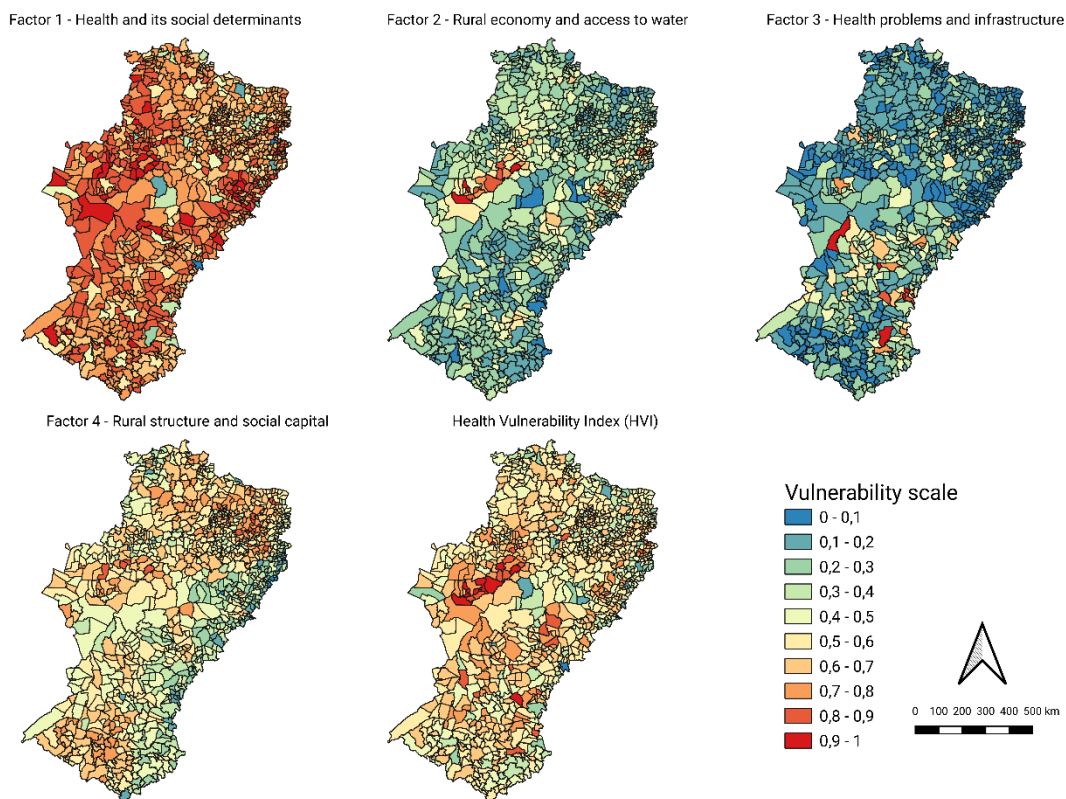 Factor 1 - Health and its social determinants
Factor 2 - Rural economy and access to water
Factor 3 - Health problems and infrastructure
Factor 4 - Rural structure and social capital
Health Vulnerability Index (HVI)
Vulnerability scale
0 - 0,1
0,1 - 0,2
0,2 - 0,3
0,3 - 0,4
0,4 - 0,5
0,5 - 0,6
0,6 - 0,7
0,7 - 0,8
0,8 - 0,9
0,9 - 1
0 100 200 300 400 500 km